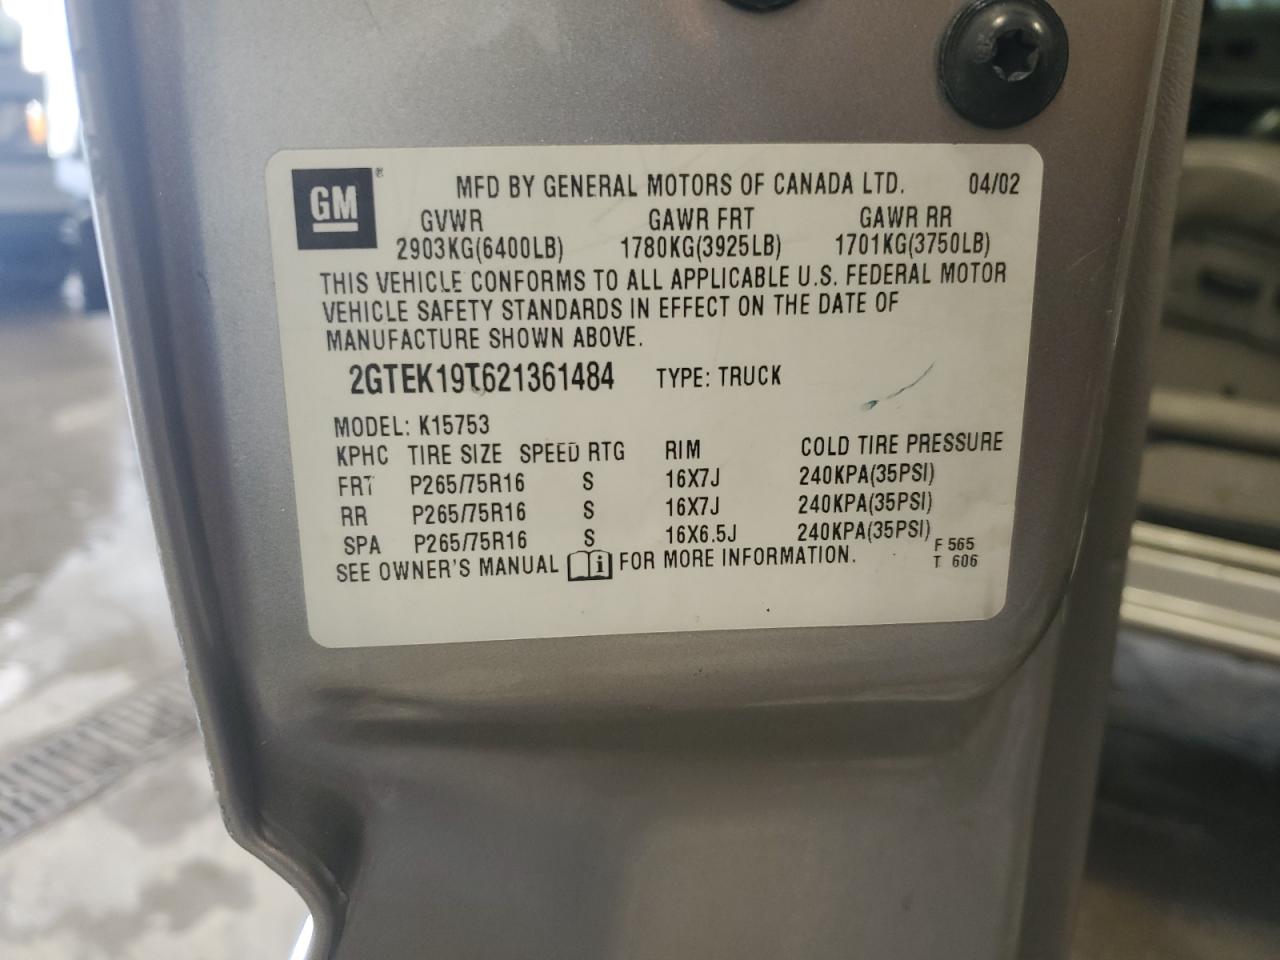 GM® MFD BY GENERAL MOTORS OF CANADA LTD. 04/02
GVWR GAWR FRT GAWR RR
2903KG(6400LB) 1780KG(3925LB) 1701KG(3750LB)
THIS VEHICLE CONFORMS TO ALL APPLICABLE U.S. FEDERAL MOTOR
VEHICLE SAFETY STANDARDS IN EFFECT ON THE DATE OF
MANUFACTURE SHOWN ABOVE.
2GTEK19T621361484 TYPE: TRUCK
MODEL: K15753
KPHC TIRE SIZE SPEED RTG RIM COLD TIRE PRESSURE
FRT P265/75R16 S 16X7J 240KPA(35PSI)
RR P265/75R16 S 16X7J 240KPA(35PSI)
SPA P265/75R16 S 16X6.5J 240KPA(35PSI)
SEE OWNER'S MANUAL i FOR MORE INFORMATION.
F 565
T 606